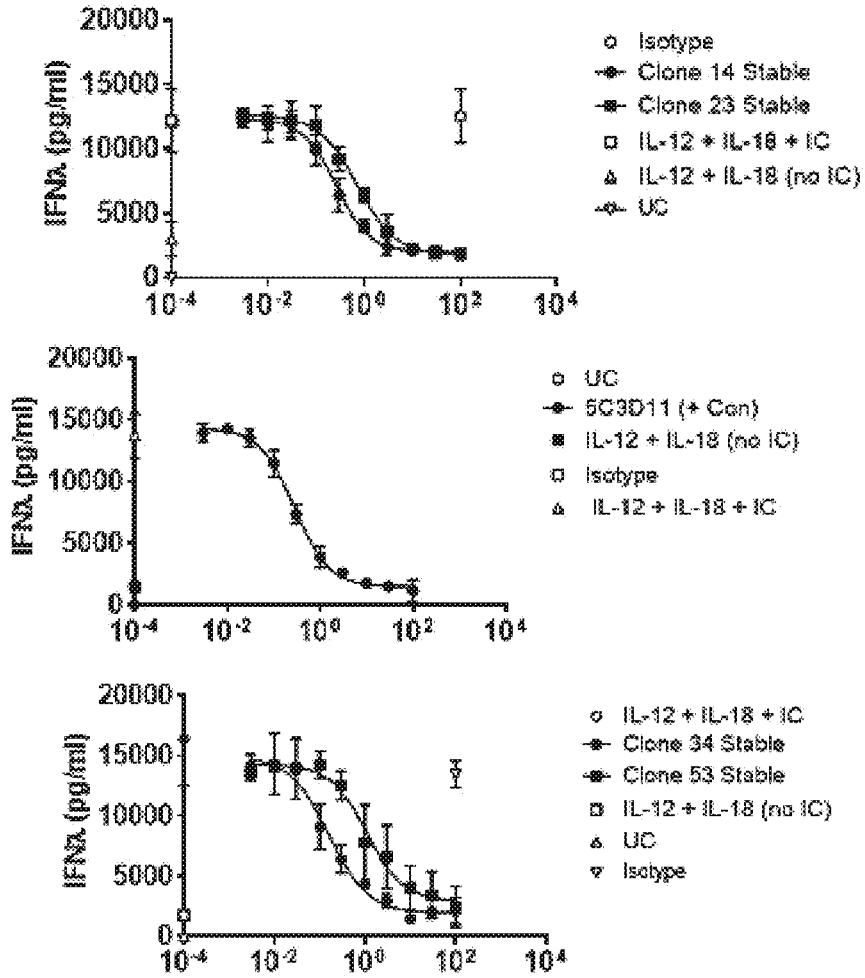 20000
15000
10000
5000
0
IFNλ (pg/ml)
10⁻⁴ 10⁻² 10⁰ 10² 10⁴
Isotype
Clone 14 Stable
Clone 23 Stable
IL-12 + IL-18 + IC
IL-12 + IL-18 (no IC)
UC
20000
15000
10000
5000
0
IFNλ (pg/ml)
10⁻⁴ 10⁻² 10⁰ 10² 10⁴
UC
5C3D11 (+ Con)
IL-12 + IL-18 (no IC)
Isotype
IL-12 + IL-18 + IC
20000
15000
10000
5000
0
IFNλ (pg/ml)
10⁻⁴ 10⁻² 10⁰ 10² 10⁴
IL-12 + IL-18 + IC
Clone 34 Stable
Clone 53 Stable
IL-12 + IL-18 (no IC)
UC
Isotype